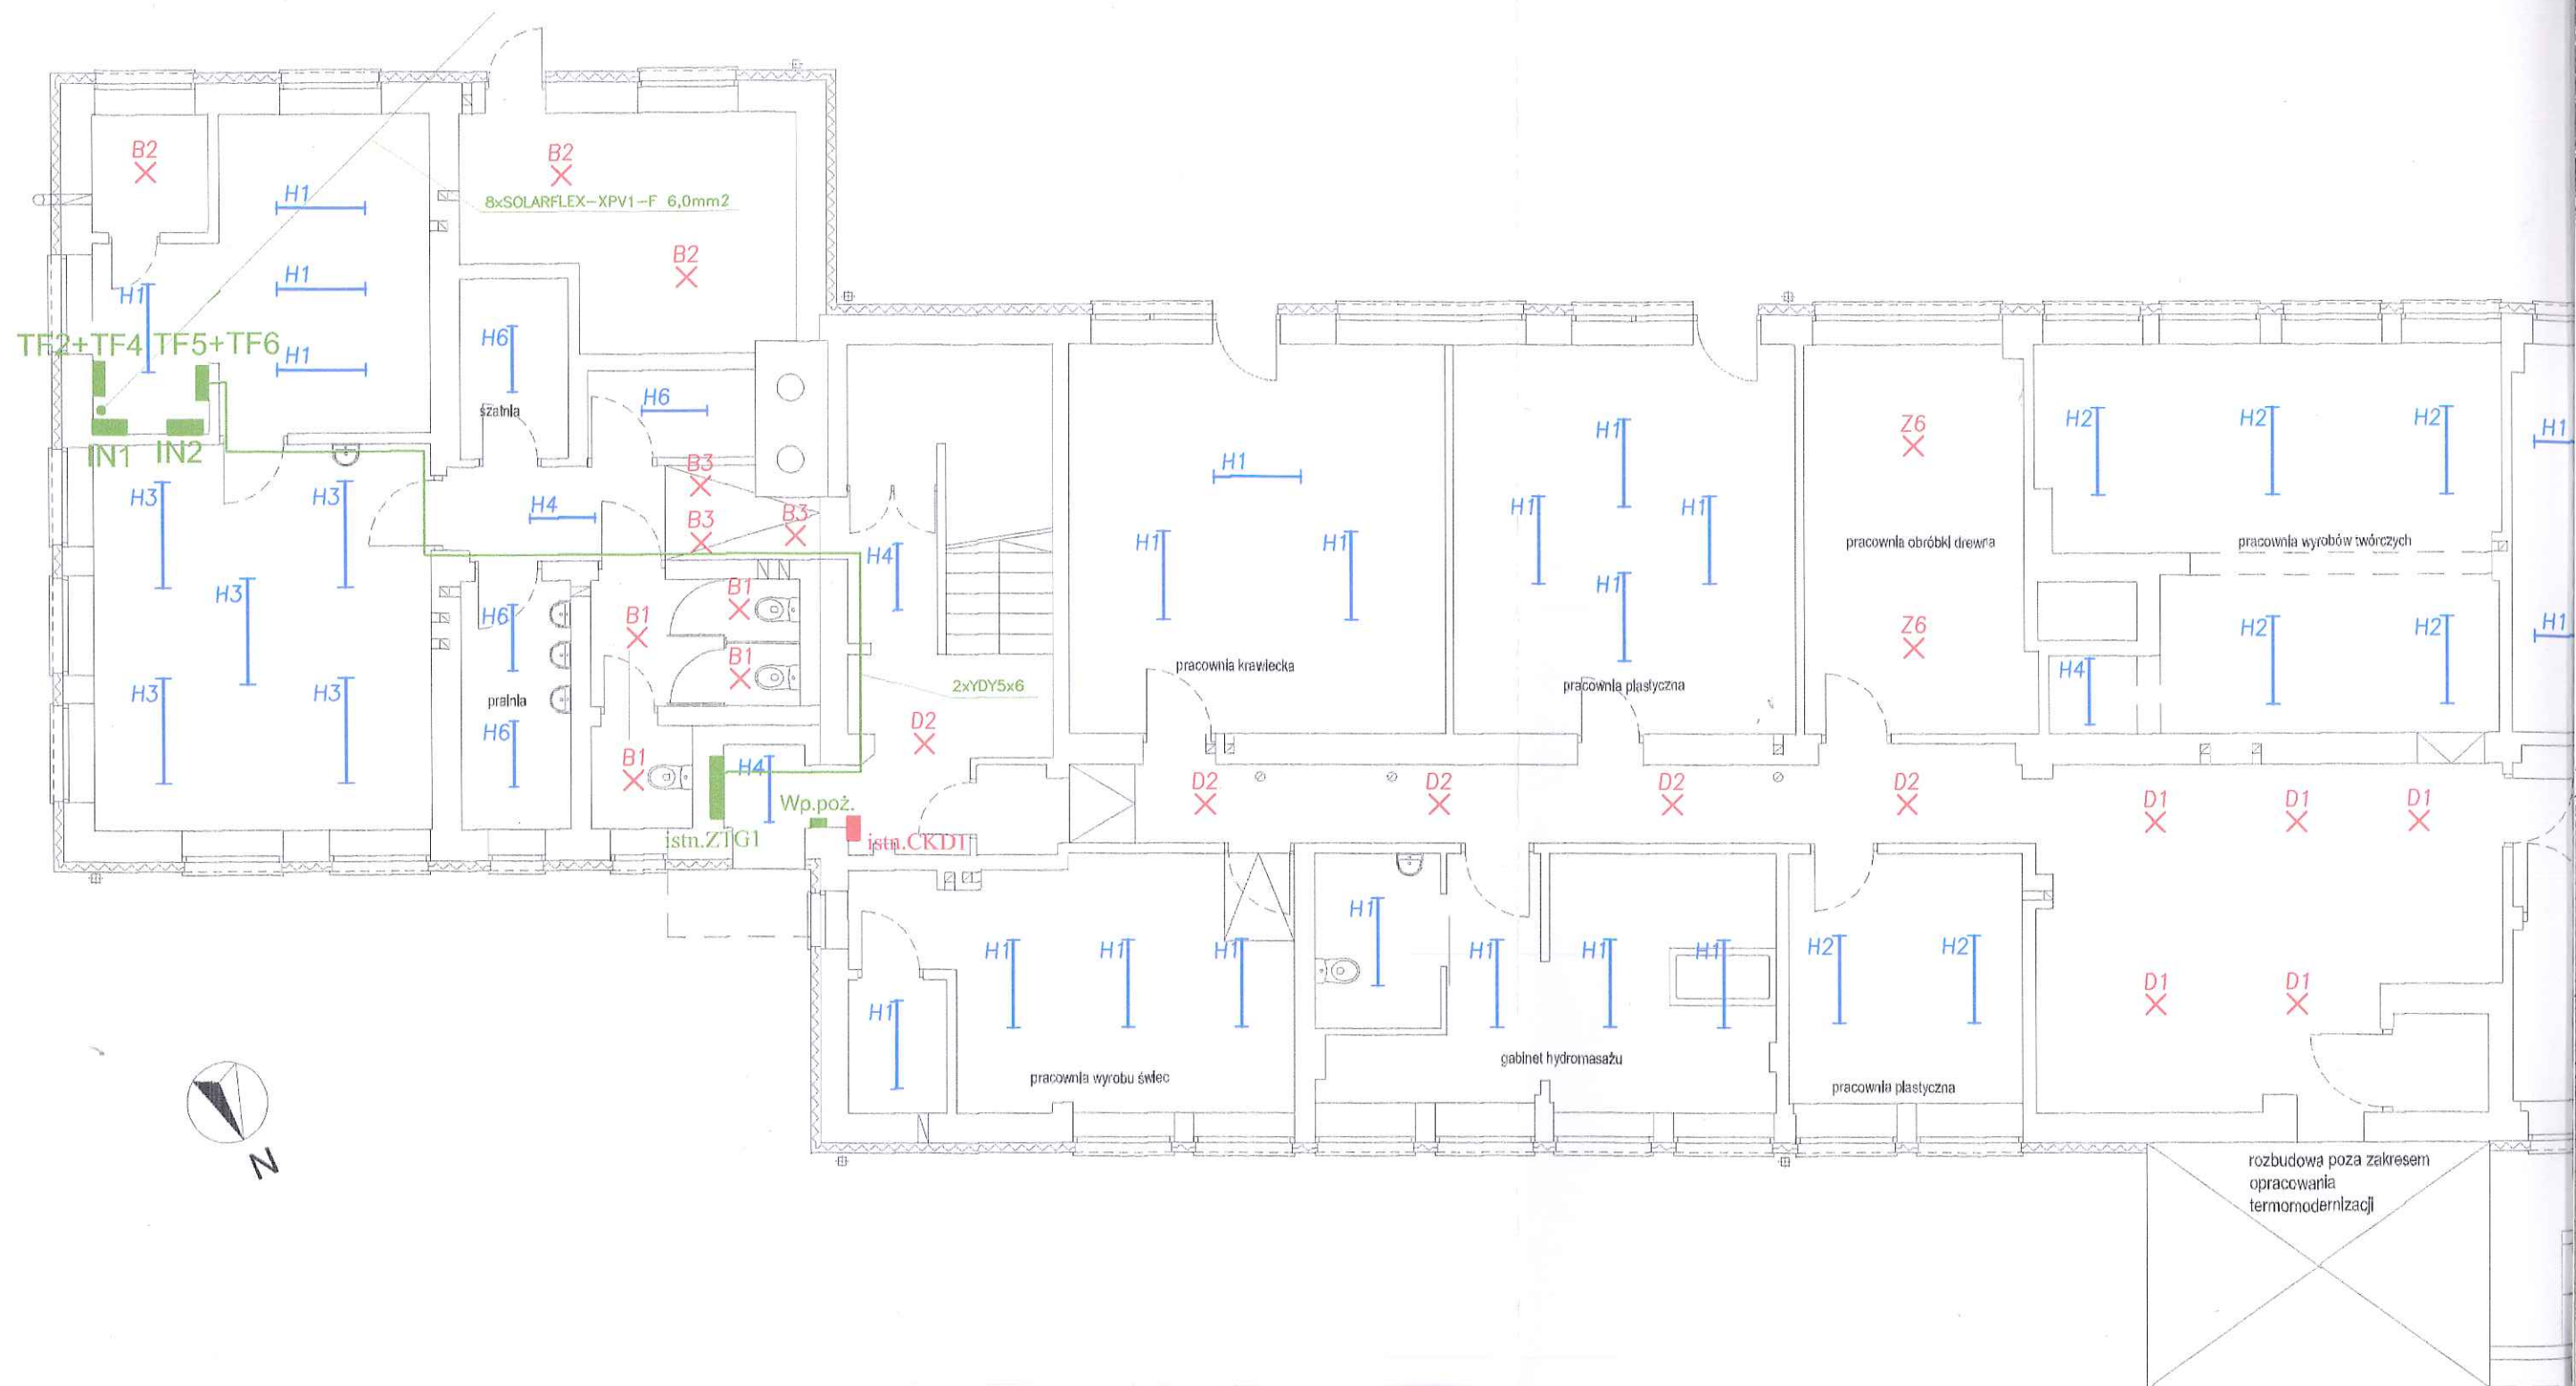 B2
B2
H1
8xSOLARFLEX-XPV1-F 6,0mm2
B2
H1
H1
TF2+TF4 TF5+TF6
H1
H6
szatnia
H6
IN1 IN2
B3
H3
H3
H4
B3
B3
H4
H3
H6
B1
B1
B1
H3
H3
pralnia
H6
2xYDY5x6
D2
B1
H4
Wp.poż.
istn.ZTG1
istn.CKD1
H1
H1
H1
pracownia krawiecka
H1
H1
H1
H1
pracownia plastyczna
Z6
pracownia obróbki drewna
Z6
H2
H2
H2
H1
pracownia wyrobów twórczych
H2
H2
H1
H4
D2
D2
D2
D2
D1
D1
D1
H1
H1
H1
H1
pracownia wyrobu świec
H1
H1
H1
H1
gabinet hydromasażu
H2
H2
pracownia plastyczna
D1
D1
N
rozbudowa poza zakresem
opracowania
termomodernizacji